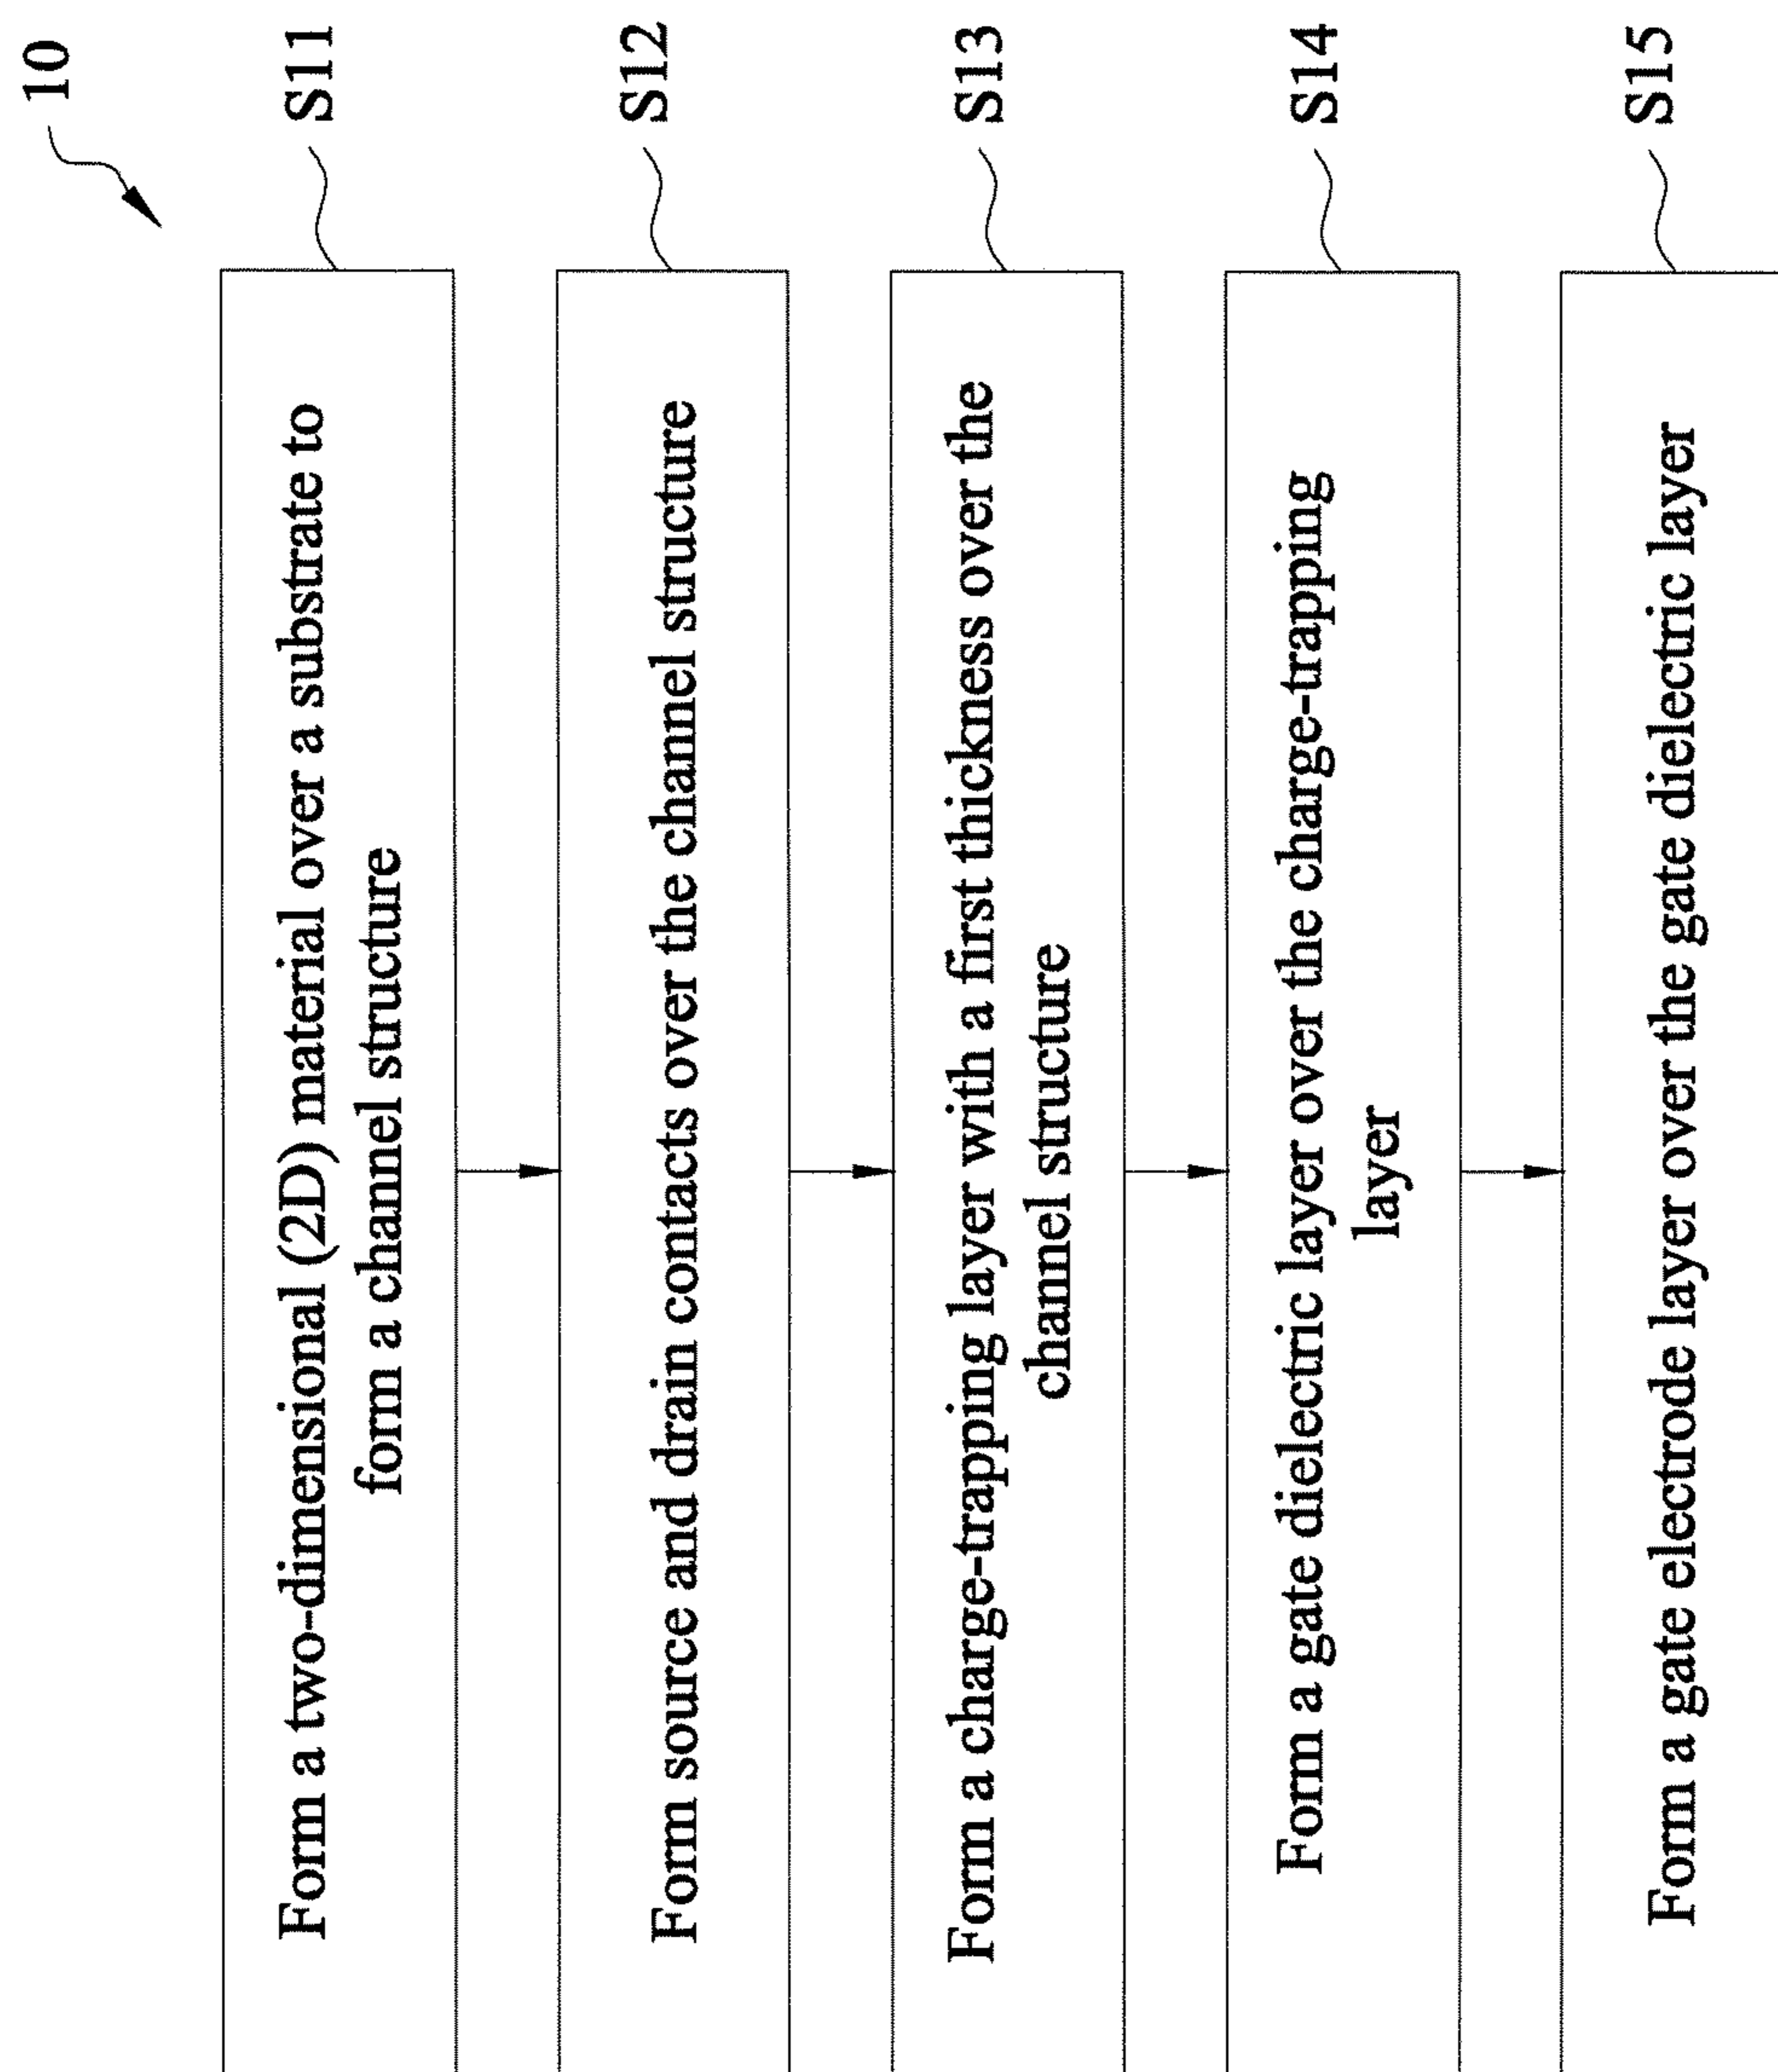 10
Form a two-dimensional (2D) material over a substrate to
form a channel structure
S11
Form source and drain contacts over the channel structure
S12
Form a charge-trapping layer with a first thickness over the
channel structure
S13
Form a gate dielectric layer over the charge-trapping
layer
S14
Form a gate electrode layer over the gate dielectric layer
S15